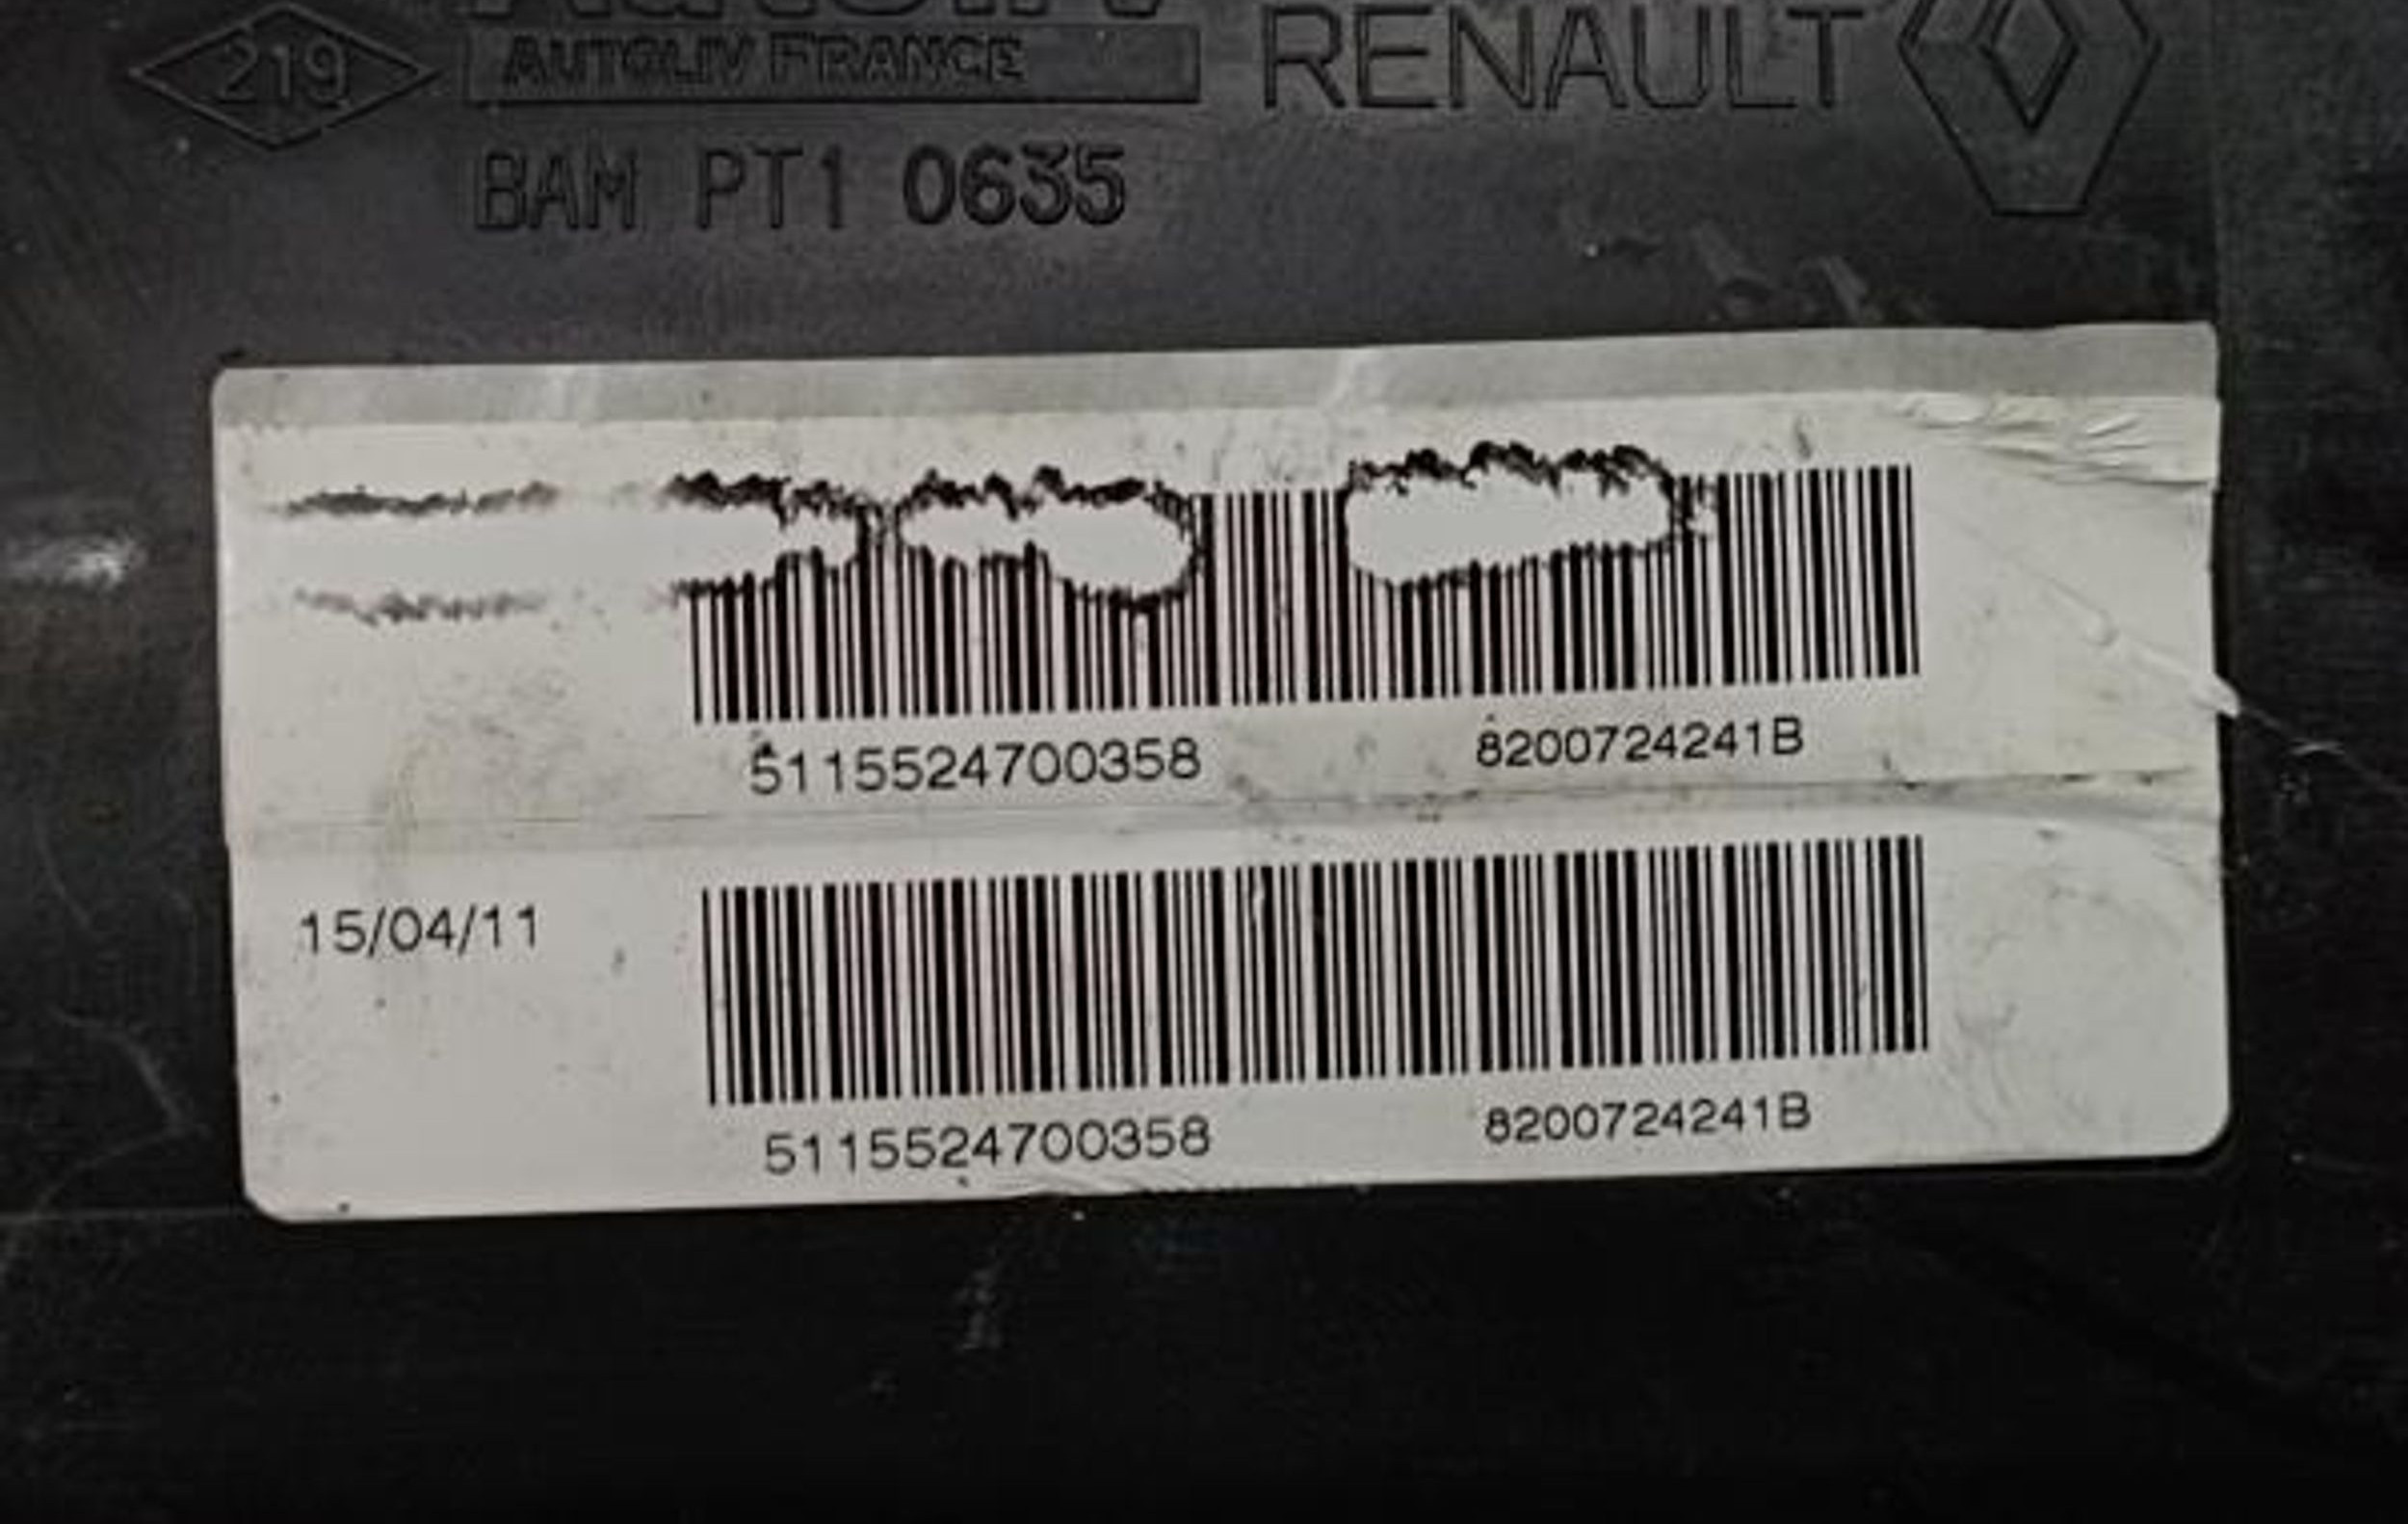 219
AUTOLIV FRANCE
RENAULT
BAM PT1 0635
5115524700358 8200724241B
15/04/11
5115524700358 8200724241B